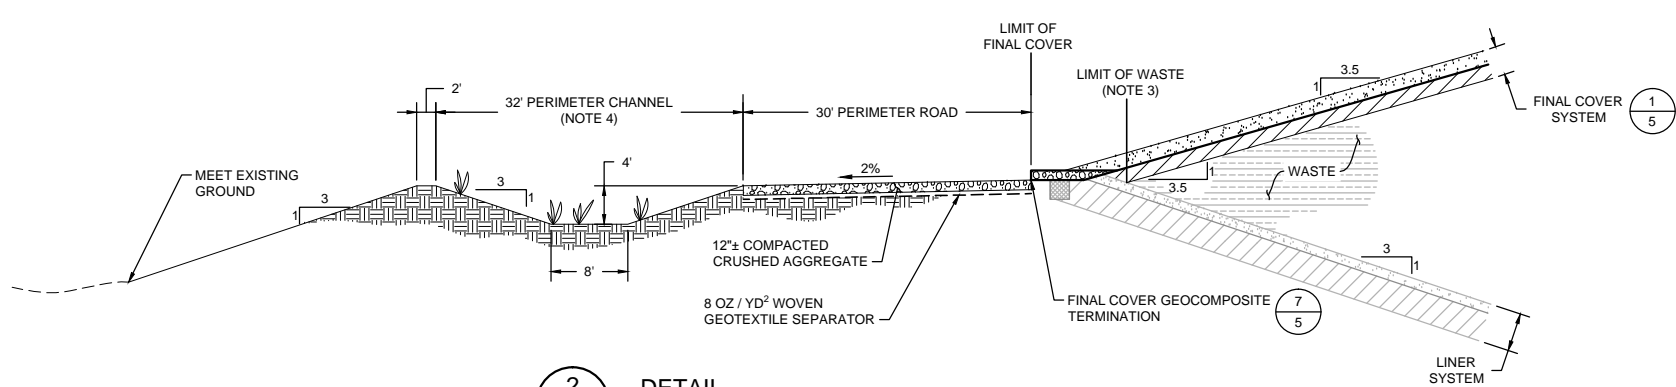 LIMIT OF
FINAL COVER
LIMIT OF WASTE
(NOTE 3)
3.5
1
2'
32' PERIMETER CHANNEL
(NOTE 4)
30' PERIMETER ROAD
FINAL COVER
SYSTEM
1
5
4'
2%
MEET EXISTING
GROUND
3
1
3
1
WASTE
1
3.5
12"± COMPACTED
CRUSHED AGGREGATE
8'
3
1
8 OZ / YD² WOVEN
GEOTEXTILE SEPARATOR
FINAL COVER GEOCOMPOSITE
TERMINATION
7
5
LINER
SYSTEM
2
DETAIL